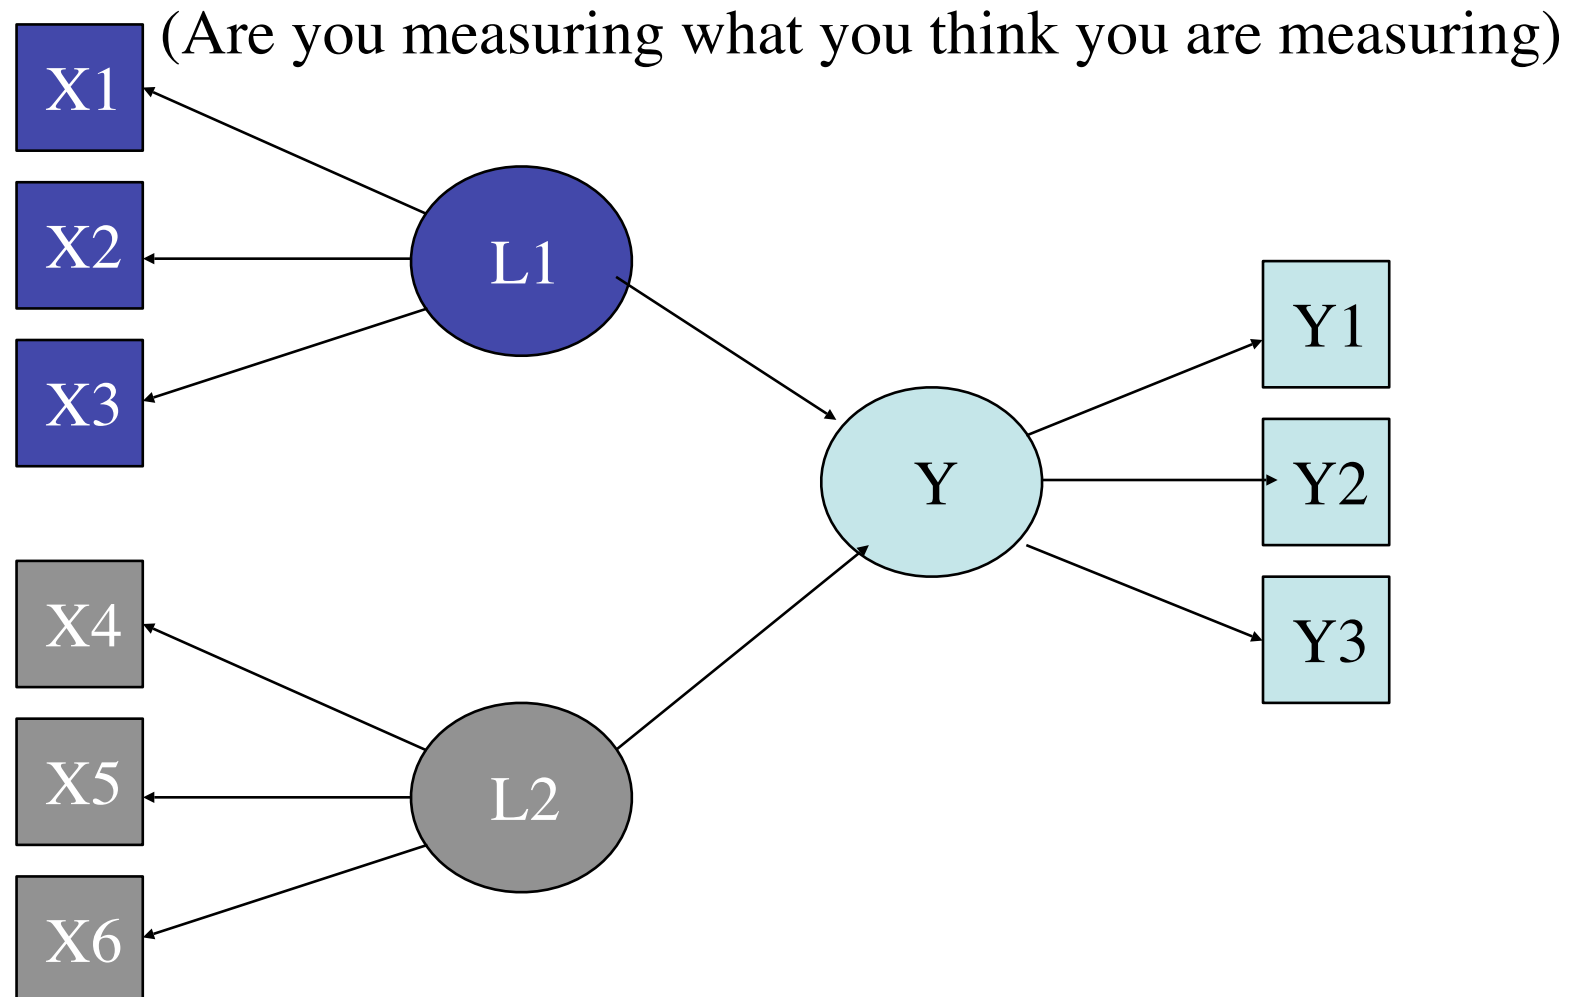 (Are you measuring what you think you are measuring)
X1
X2
X3
L1
Y1
Y2
Y3
Y
X4
X5
X6
L2